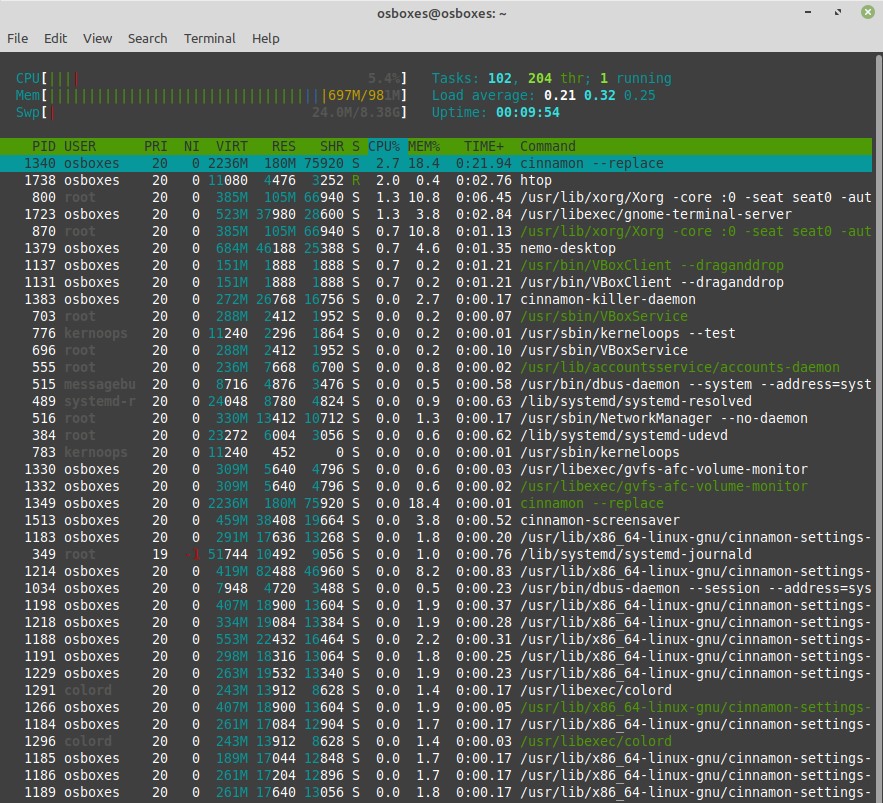 osboxes@osboxes: ~
File Edit View Search Terminal Help
CPU[|||| 5.4%] Tasks: 102, 204 thr; 1 running
Mem[||||||||||||||||||||||||||||||||||697M/981M] Load average: 0.21 0.32 0.25
Swp[| 24.0M/8.38G] Uptime: 00:09:54
PID USER PRI NI VIRT RES SHR S CPU% MEM% TIME+ Command
1340 osboxes 20 0 2236M 180M 75920 S 2.7 18.4 0:21.94 cinnamon --replace
1738 osboxes 20 0 11080 4476 3252 R 2.0 0.4 0:02.76 htop
800 root 20 0 385M 105M 66940 S 1.3 10.8 0:06.45 /usr/lib/xorg/Xorg -core :0 -seat seat0 -aut
1723 osboxes 20 0 523M 37980 28600 S 1.3 3.8 0:02.84 /usr/libexec/gnome-terminal-server
870 root 20 0 385M 105M 66940 S 0.7 10.8 0:01.13 /usr/lib/xorg/Xorg -core :0 -seat seat0 -aut
1379 osboxes 20 0 684M 46188 25388 S 0.7 4.6 0:01.35 nemo-desktop
1137 osboxes 20 0 151M 1888 1888 S 0.7 0.2 0:01.21 /usr/bin/VBoxClient --draganddrop
1131 osboxes 20 0 151M 1888 1888 S 0.7 0.2 0:01.21 /usr/bin/VBoxClient --draganddrop
1383 osboxes 20 0 272M 26768 16756 S 0.0 2.7 0:00.17 cinnamon-killer-daemon
703 root 20 0 288M 2412 1952 S 0.0 0.2 0:00.07 /usr/sbin/VBoxService
776 kernoops 20 0 11240 2296 1864 S 0.0 0.2 0:00.01 /usr/sbin/kerneloops --test
696 root 20 0 288M 2412 1952 S 0.0 0.2 0:00.10 /usr/sbin/VBoxService
555 root 20 0 236M 7668 6700 S 0.0 0.8 0:00.02 /usr/lib/accountsservice/accounts-daemon
515 messagebu 20 0 8716 4876 3476 S 0.0 0.5 0:00.58 /usr/bin/dbus-daemon --system --address=syst
489 systemd-r 20 0 24048 8780 4824 S 0.0 0.9 0:00.63 /lib/systemd/systemd-resolved
516 root 20 0 330M 13412 10712 S 0.0 1.3 0:00.17 /usr/sbin/NetworkManager --no-daemon
384 root 20 0 23272 6004 3056 S 0.0 0.6 0:00.62 /lib/systemd/systemd-udevd
783 kernoops 20 0 11240 452 0 S 0.0 0.0 0:00.01 /usr/sbin/kerneloops
1330 osboxes 20 0 309M 5640 4796 S 0.0 0.6 0:00.03 /usr/libexec/gvfs-afc-volume-monitor
1332 osboxes 20 0 309M 5640 4796 S 0.0 0.6 0:00.02 /usr/libexec/gvfs-afc-volume-monitor
1349 osboxes 20 0 2236M 180M 75920 S 0.0 18.4 0:00.01 cinnamon --replace
1513 osboxes 20 0 459M 38408 19664 S 0.0 3.8 0:00.52 cinnamon-screensaver
1183 osboxes 20 0 291M 17636 13268 S 0.0 1.8 0:00.20 /usr/lib/x86_64-linux-gnu/cinnamon-settings-
349 root 19 -1 51744 10492 9056 S 0.0 1.0 0:00.76 /lib/systemd/systemd-journald
1214 osboxes 20 0 419M 82488 46960 S 0.0 8.2 0:00.83 /usr/lib/x86_64-linux-gnu/cinnamon-settings-
1034 osboxes 20 0 7948 4720 3488 S 0.0 0.5 0:00.23 /usr/bin/dbus-daemon --session --address=sys
1198 osboxes 20 0 407M 18900 13604 S 0.0 1.9 0:00.37 /usr/lib/x86_64-linux-gnu/cinnamon-settings-
1218 osboxes 20 0 334M 19084 13384 S 0.0 1.9 0:00.28 /usr/lib/x86_64-linux-gnu/cinnamon-settings-
1188 osboxes 20 0 553M 22432 16464 S 0.0 2.2 0:00.31 /usr/lib/x86_64-linux-gnu/cinnamon-settings-
1191 osboxes 20 0 298M 18316 13064 S 0.0 1.8 0:00.25 /usr/lib/x86_64-linux-gnu/cinnamon-settings-
1229 osboxes 20 0 263M 19532 13340 S 0.0 1.9 0:00.23 /usr/lib/x86_64-linux-gnu/cinnamon-settings-
1291 colord 20 0 243M 13912 8628 S 0.0 1.4 0:00.17 /usr/libexec/colord
1266 osboxes 20 0 407M 18900 13604 S 0.0 1.9 0:00.05 /usr/lib/x86_64-linux-gnu/cinnamon-settings-
1184 osboxes 20 0 261M 17084 12904 S 0.0 1.7 0:00.17 /usr/lib/x86_64-linux-gnu/cinnamon-settings-
1296 colord 20 0 243M 13912 8628 S 0.0 1.4 0:00.03 /usr/libexec/colord
1185 osboxes 20 0 189M 17044 12848 S 0.0 1.7 0:00.17 /usr/lib/x86_64-linux-gnu/cinnamon-settings-
1186 osboxes 20 0 261M 17204 12896 S 0.0 1.7 0:00.17 /usr/lib/x86_64-linux-gnu/cinnamon-settings-
1189 osboxes 20 0 261M 17640 13056 S 0.0 1.8 0:00.17 /usr/lib/x86_64-linux-gnu/cinnamon-settings-